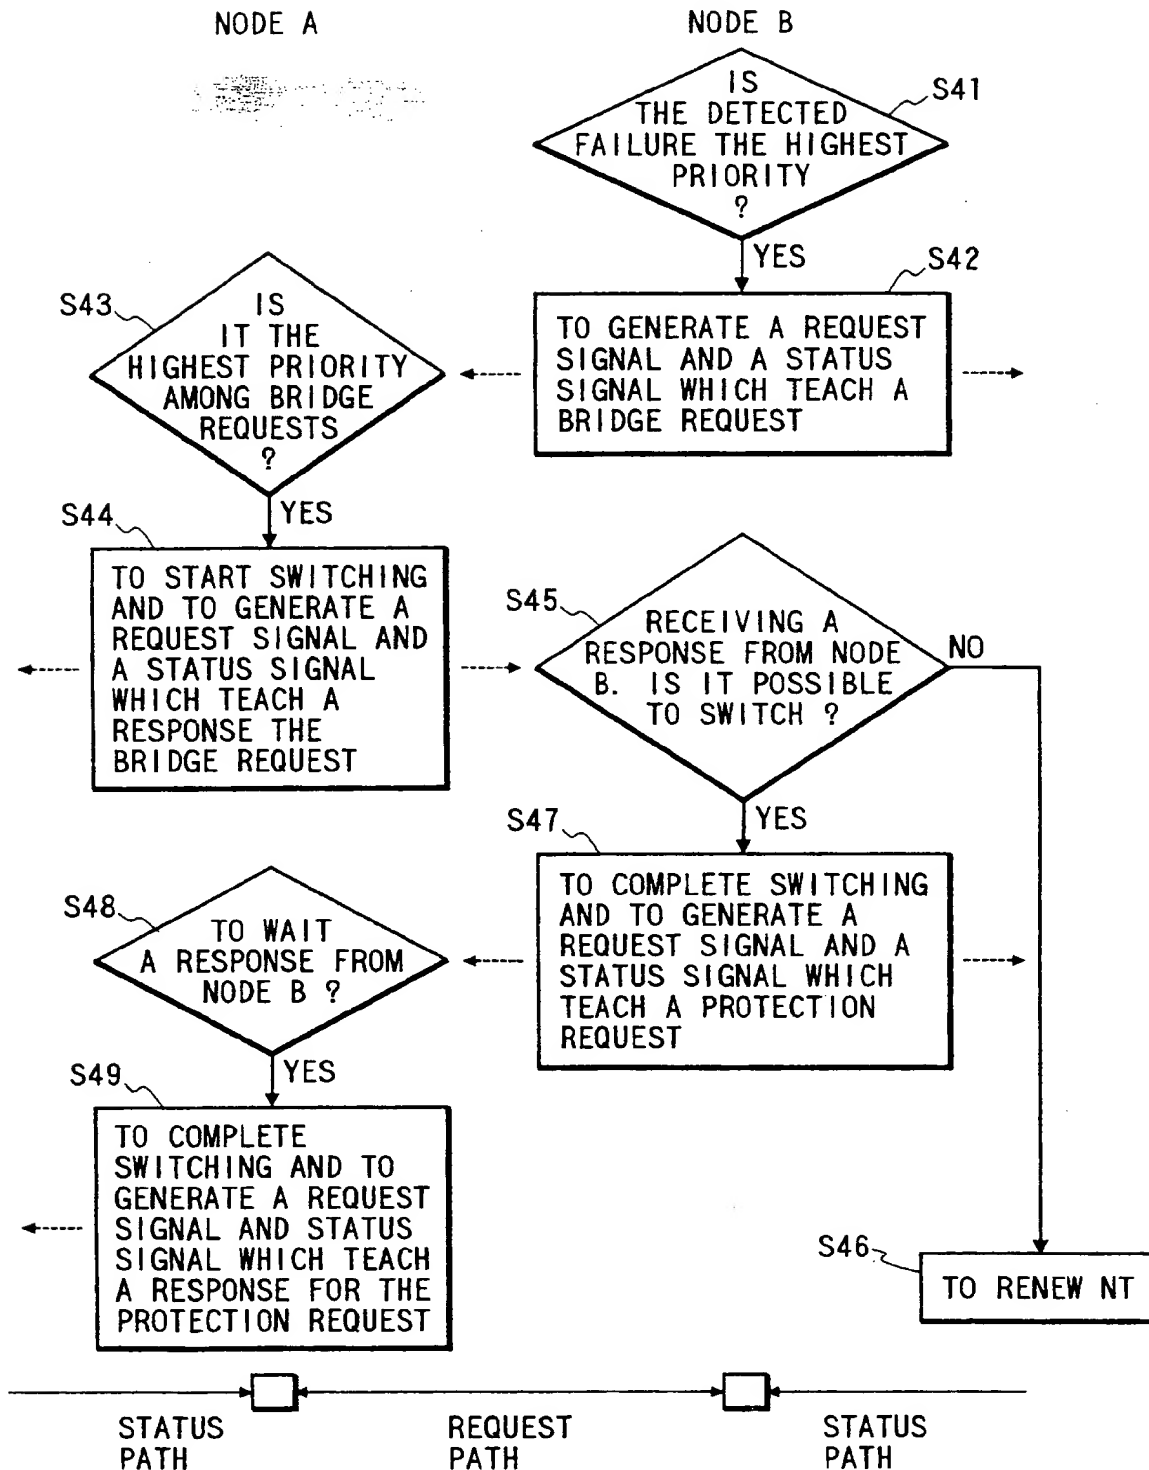 NODE A
NODE B
IS
THE DETECTED
FAILURE THE HIGHEST
PRIORITY
?
S41
YES
S42
TO GENERATE A REQUEST
SIGNAL AND A STATUS
SIGNAL WHICH TEACH A
BRIDGE REQUEST
S43
IS
IT THE
HIGHEST PRIORITY
AMONG BRIDGE
REQUESTS
?
YES
S44
TO START SWITCHING
AND TO GENERATE A
REQUEST SIGNAL AND
A STATUS SIGNAL
WHICH TEACH A
RESPONSE THE
BRIDGE REQUEST
S45
RECEIVING A
RESPONSE FROM NODE
B. IS IT POSSIBLE
TO SWITCH ?
NO
YES
S47
TO COMPLETE SWITCHING
AND TO GENERATE A
REQUEST SIGNAL AND A
STATUS SIGNAL WHICH
TEACH A PROTECTION
REQUEST
S48
TO WAIT
A RESPONSE FROM
NODE B ?
YES
S49
TO COMPLETE
SWITCHING AND TO
GENERATE A REQUEST
SIGNAL AND STATUS
SIGNAL WHICH TEACH
A RESPONSE FOR THE
PROTECTION REQUEST
S46
TO RENEW NT
STATUS
PATH
REQUEST
PATH
STATUS
PATH